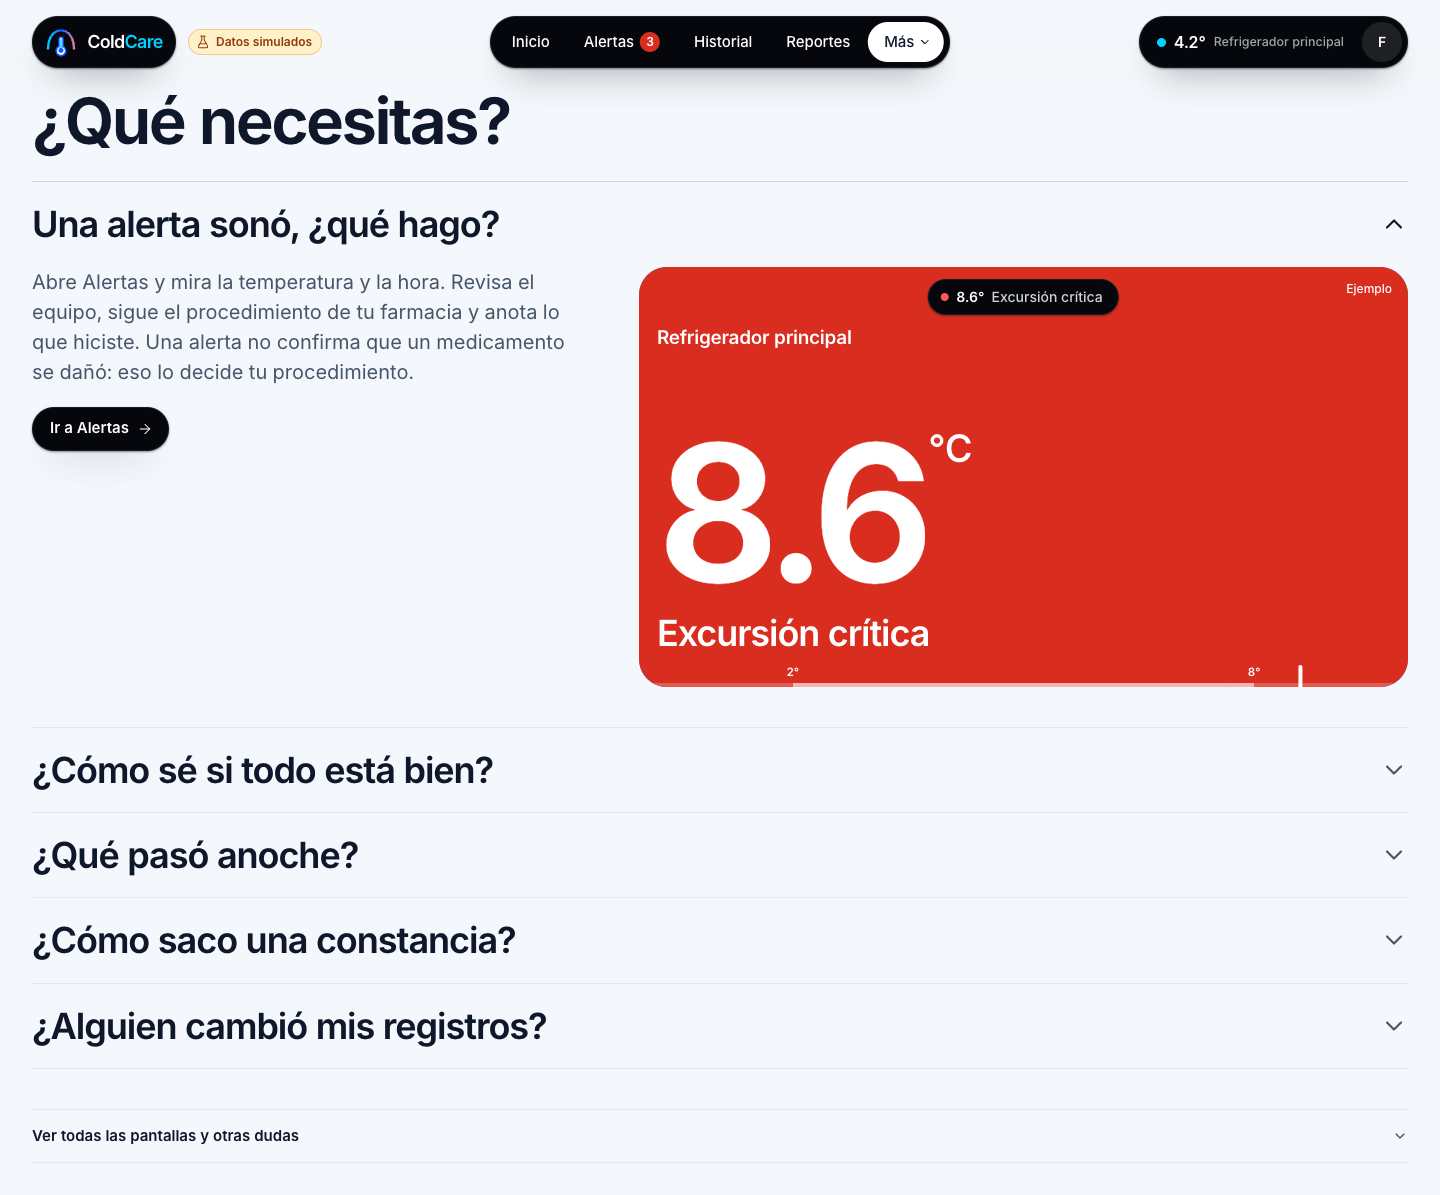 ColdCare
Datos simulados
Inicio
Alertas 3
Historial
Reportes
Más
4.2° Refrigerador principal
F
¿Qué necesitas?
Una alerta sonó, ¿qué hago?
Abre Alertas y mira la temperatura y la hora. Revisa el
equipo, sigue el procedimiento de tu farmacia y anota lo
que hiciste. Una alerta no confirma que un medicamento
se dañó: eso lo decide tu procedimiento.
Ir a Alertas →
8.6° Excursión crítica
Ejemplo
Refrigerador principal
8.6 °C
Excursión crítica
2°
8°
¿Cómo sé si todo está bien?
¿Qué pasó anoche?
¿Cómo saco una constancia?
¿Alguien cambió mis registros?
Ver todas las pantallas y otras dudas